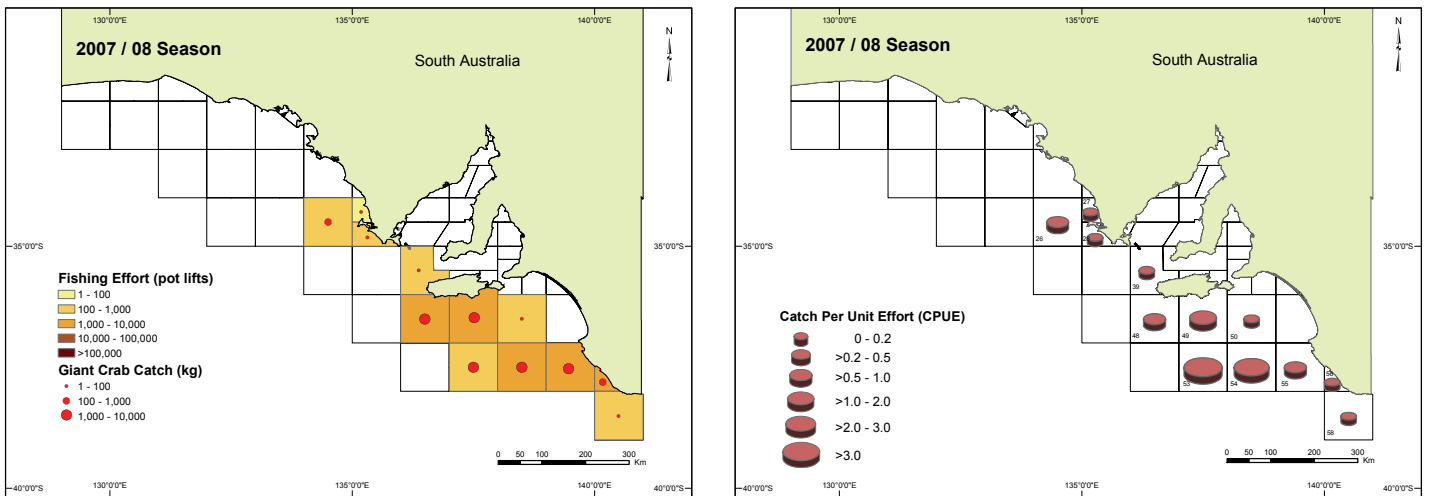 130°0'0"E 135°0'0"E 140°0'0"E
2007 / 08 Season
South Australia
N
35°0'0"S
Fishing Effort (pot lifts)
1 - 100
100 - 1,000
1,000 - 10,000
10,000 - 100,000
>100,000
Giant Crab Catch (kg)
1 - 100
100 - 1,000
1,000 - 10,000
0 50 100 200 300
Km
40°0'0"S 40°0'0"S
130°0'0"E 135°0'0"E 140°0'0"E
130°0'0"E 135°0'0"E 140°0'0"E
2007 / 08 Season
South Australia
N
27
26
28
35°0'0"S 35°0'0"S
39
48 49 50
53 54 55 56
58
Catch Per Unit Effort (CPUE)
0 - 0.2
>0.2 - 0.5
>0.5 - 1.0
>1.0 - 2.0
>2.0 - 3.0
>3.0
0 50 100 200 300
Km
40°0'0"S
130°0'0"E 135°0'0"E 140°0'0"E